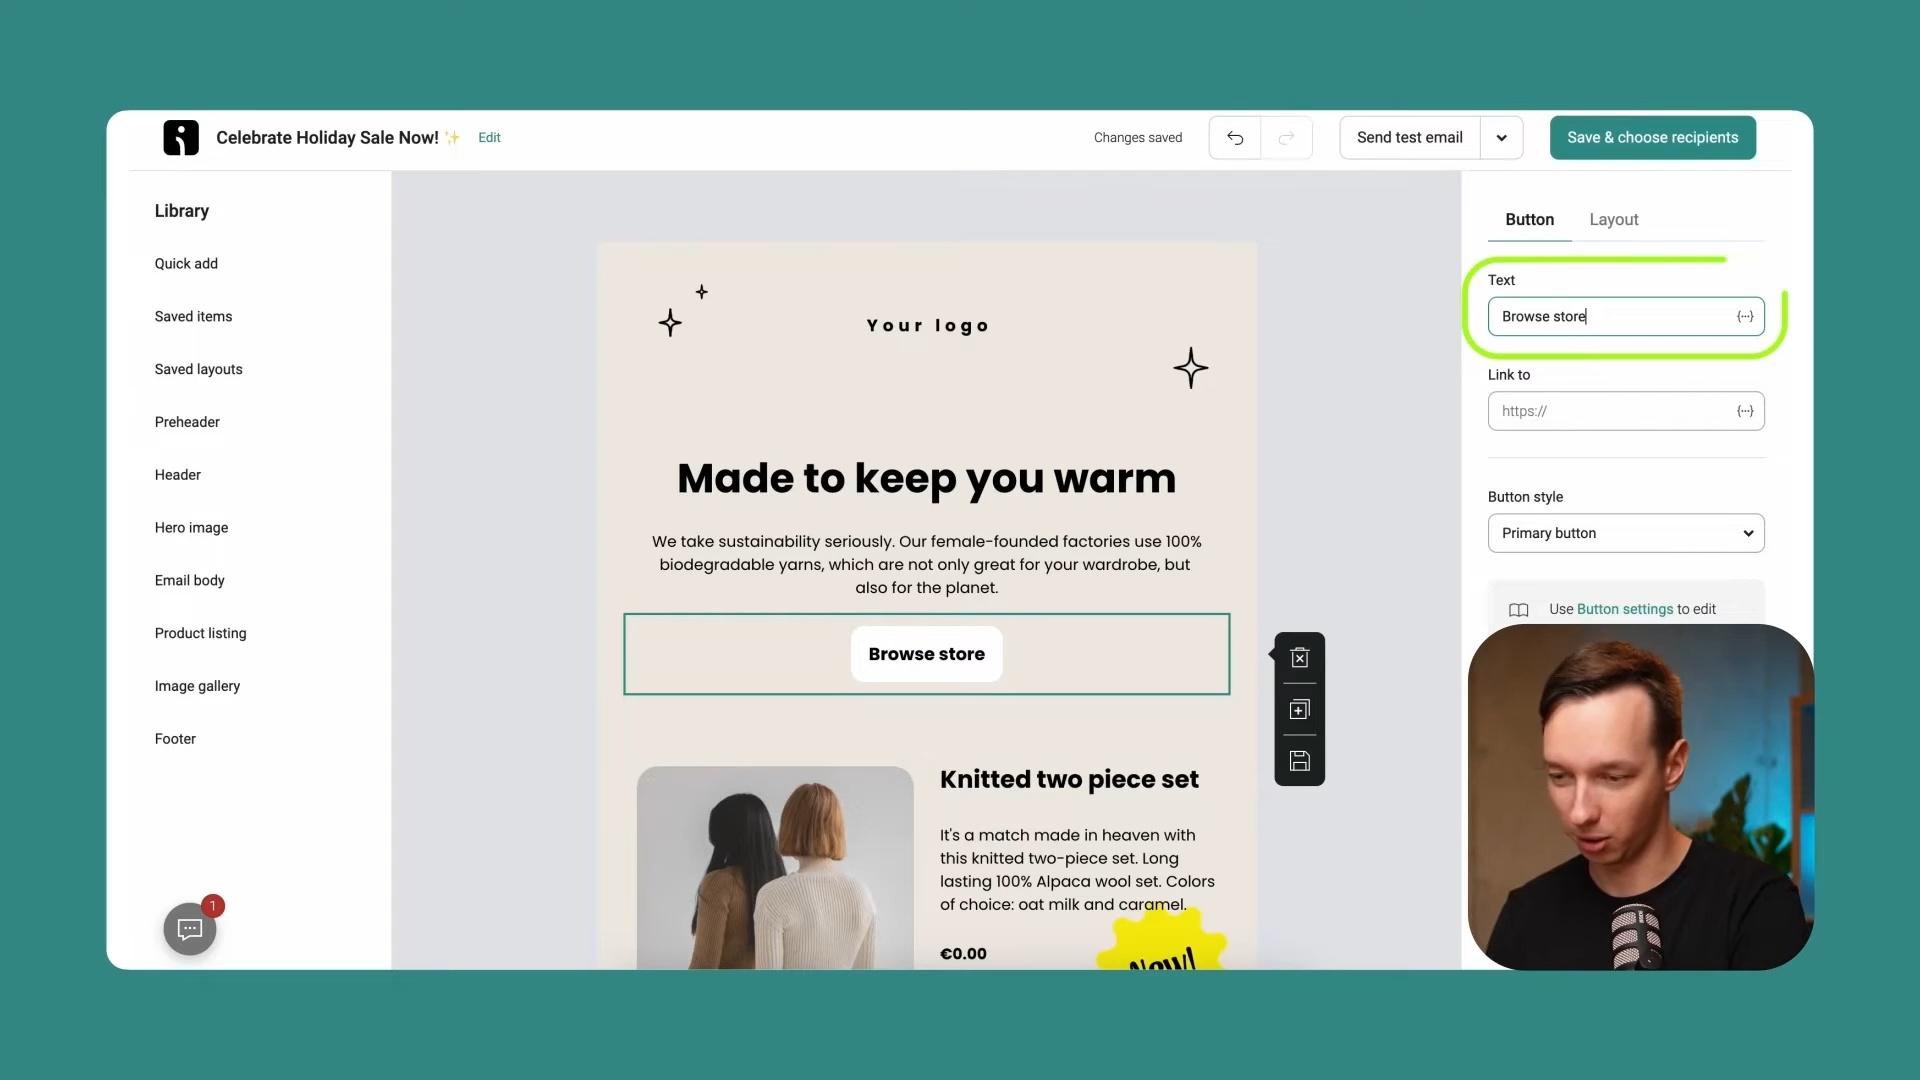 Celebrate Holiday Sale Now! ✨
Edit
Changes saved
Send test email
Save & choose recipients
Library
Quick add
Saved items
Saved layouts
Preheader
Header
Hero image
Email body
Product listing
Image gallery
Footer
1
Your logo
Made to keep you warm
We take sustainability seriously. Our female-founded factories use 100%
biodegradable yarns, which are not only great for your wardrobe, but
also for the planet.
Browse store
Knitted two piece set
It's a match made in heaven with
this knitted two-piece set. Long
lasting 100% Alpaca wool set. Colors
of choice: oat milk and caramel.
€0.00
New!
Button
Layout
Text
Browse store
{···}
Link to
https://
{···}
Button style
Primary button
Use Button settings to edit